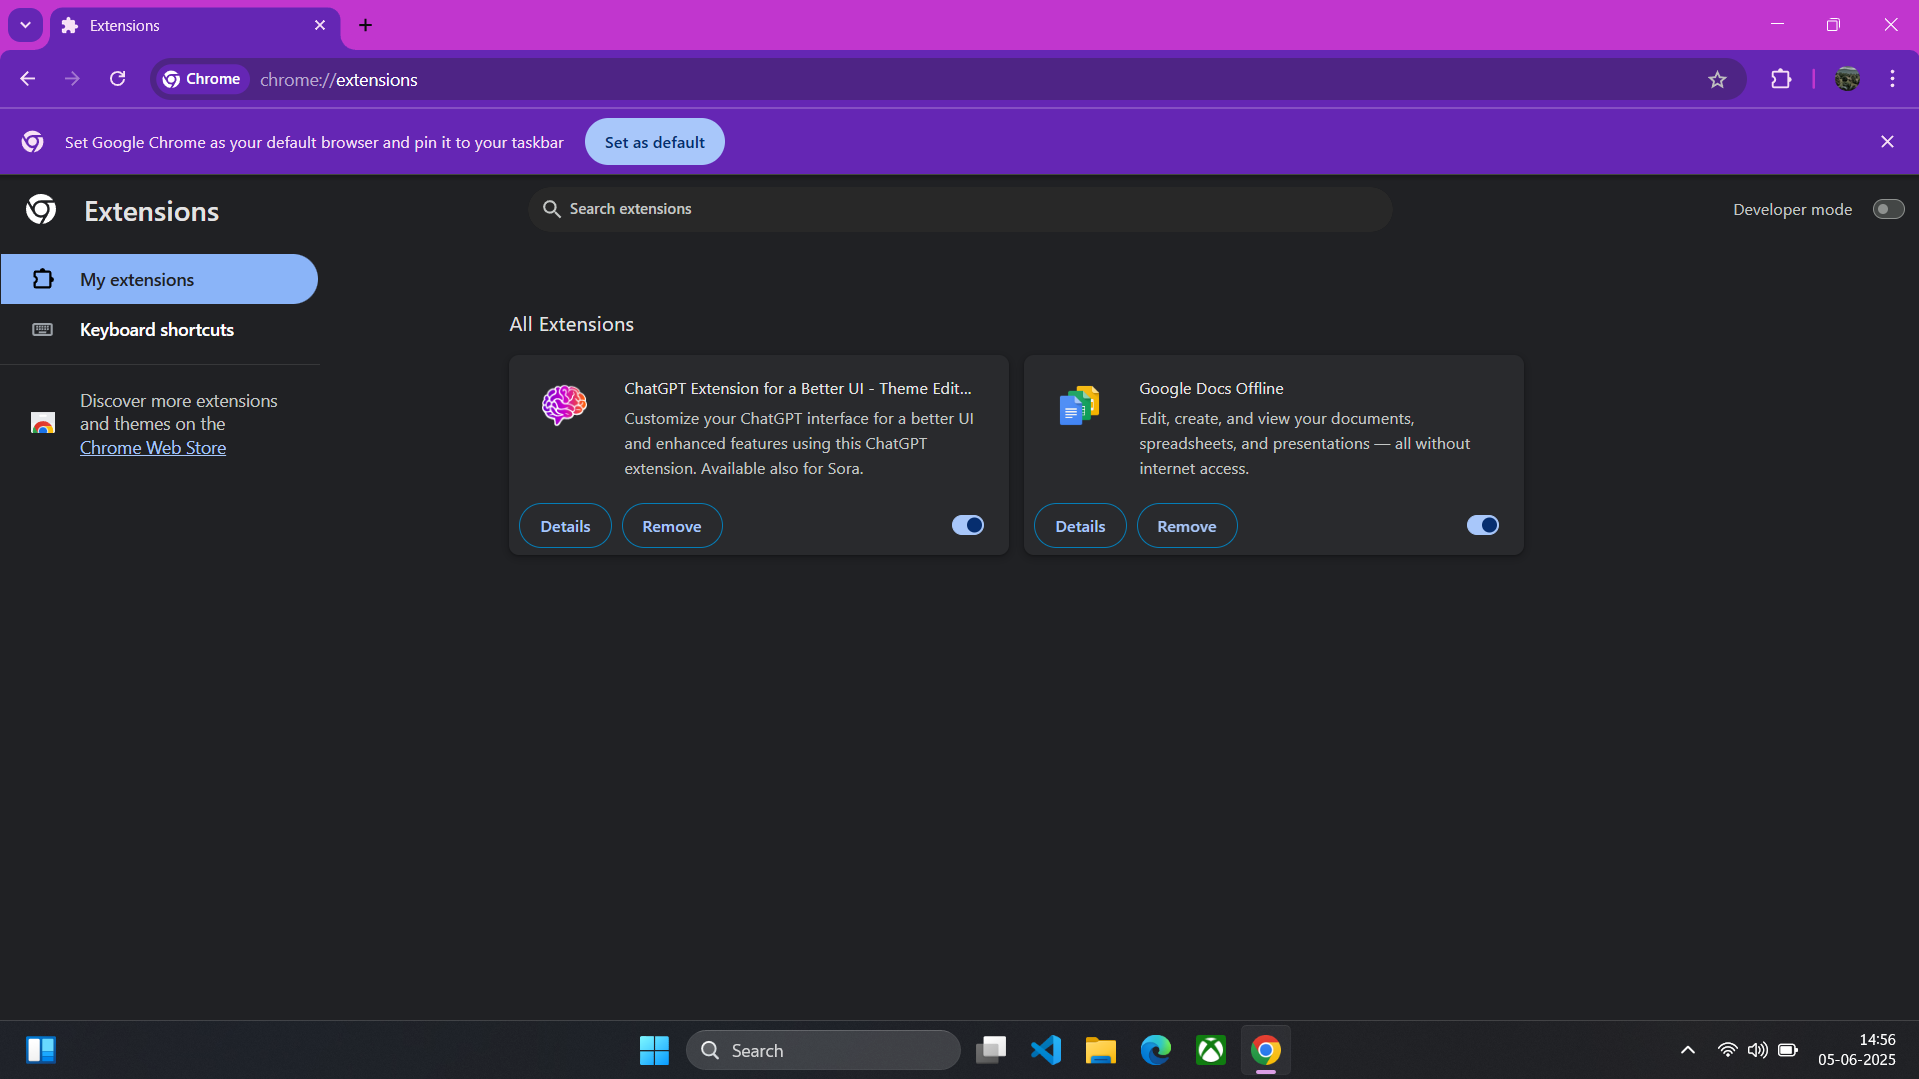 Extensions
Chrome
chrome://extensions
Set Google Chrome as your default browser and pin it to your taskbar
Set as default
Extensions
Search extensions
Developer mode
My extensions
Keyboard shortcuts
Discover more extensions
and themes on the
Chrome Web Store
All Extensions
ChatGPT Extension for a Better UI - Theme Edit...
Customize your ChatGPT interface for a better UI
and enhanced features using this ChatGPT
extension. Available also for Sora.
Details
Remove
Google Docs Offline
Edit, create, and view your documents,
spreadsheets, and presentations — all without
internet access.
Details
Remove
Search
14:56
05-06-2025